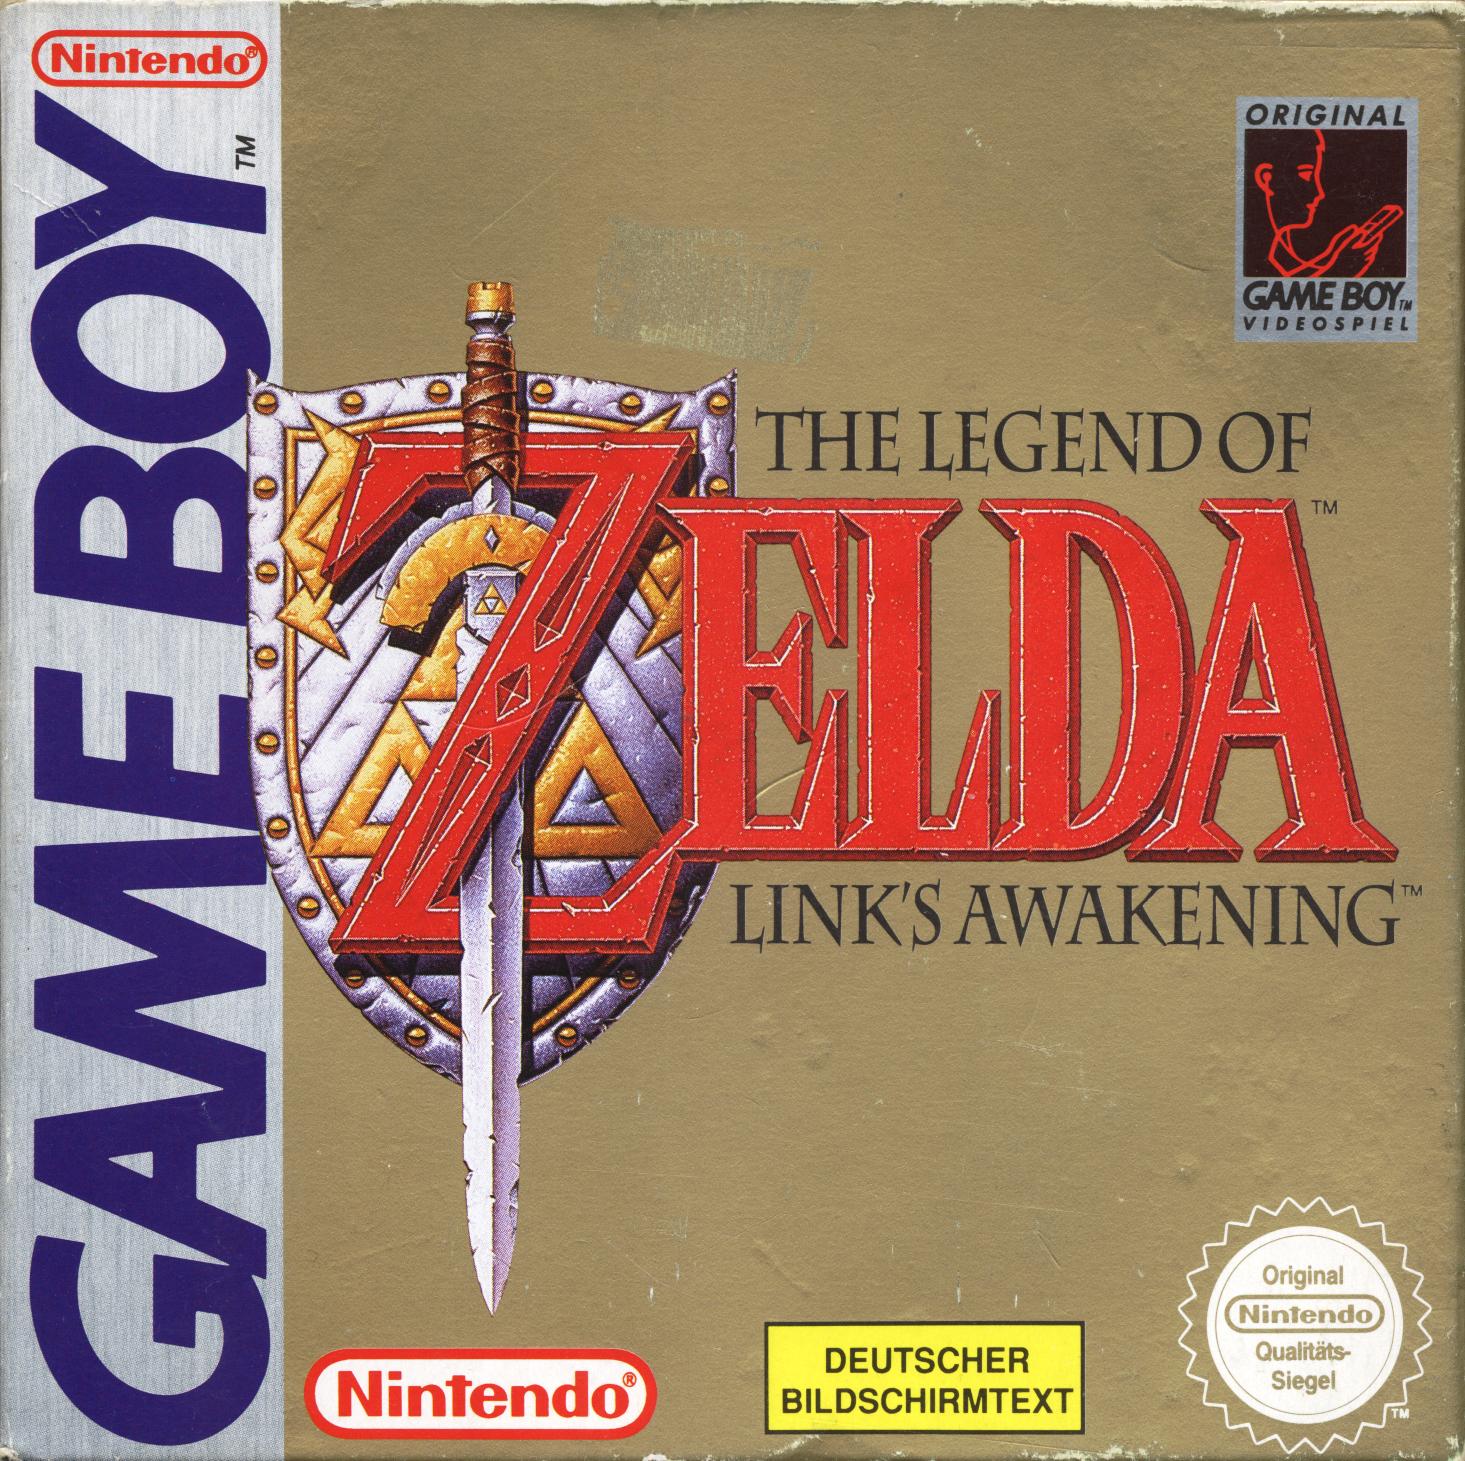 Nintendo®
GAME BOY™
ORIGINAL
GAME BOY™
VIDEOSPIEL
THE LEGEND OF
ZELDA™
LINK'S AWAKENING™
Nintendo®
DEUTSCHER
BILDSCHIRMTEXT
Original
Nintendo
Qualitäts-
Siegel
TM